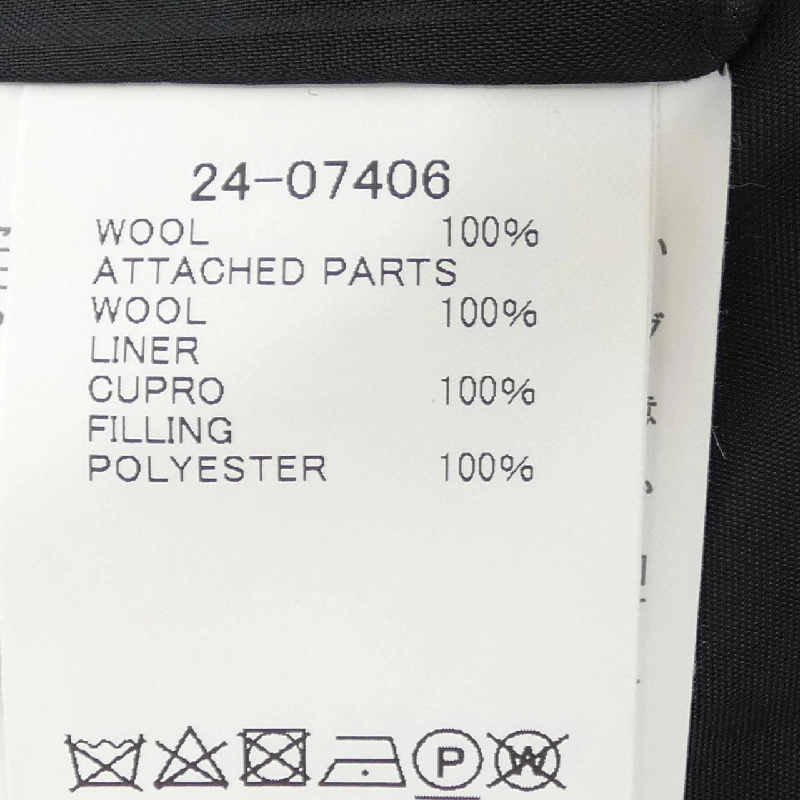 24-07406
WOOL 100%
ATTACHED PARTS
WOOL 100%
LINER
CUPRO 100%
FILLING
POLYESTER 100%
P
W